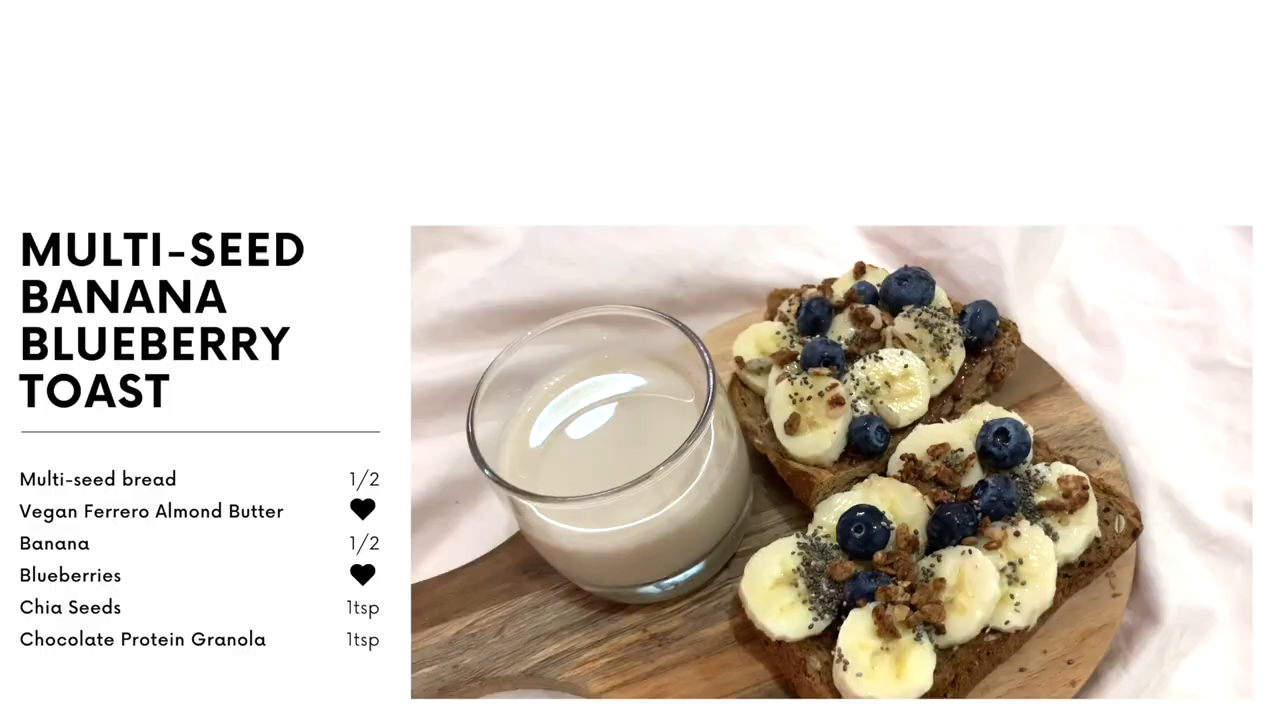 MULTI-SEED
BANANA
BLUEBERRY
TOAST
Multi-seed bread 1/2
Vegan Ferrero Almond Butter ♥
Banana 1/2
Blueberries ♥
Chia Seeds 1tsp
Chocolate Protein Granola 1tsp